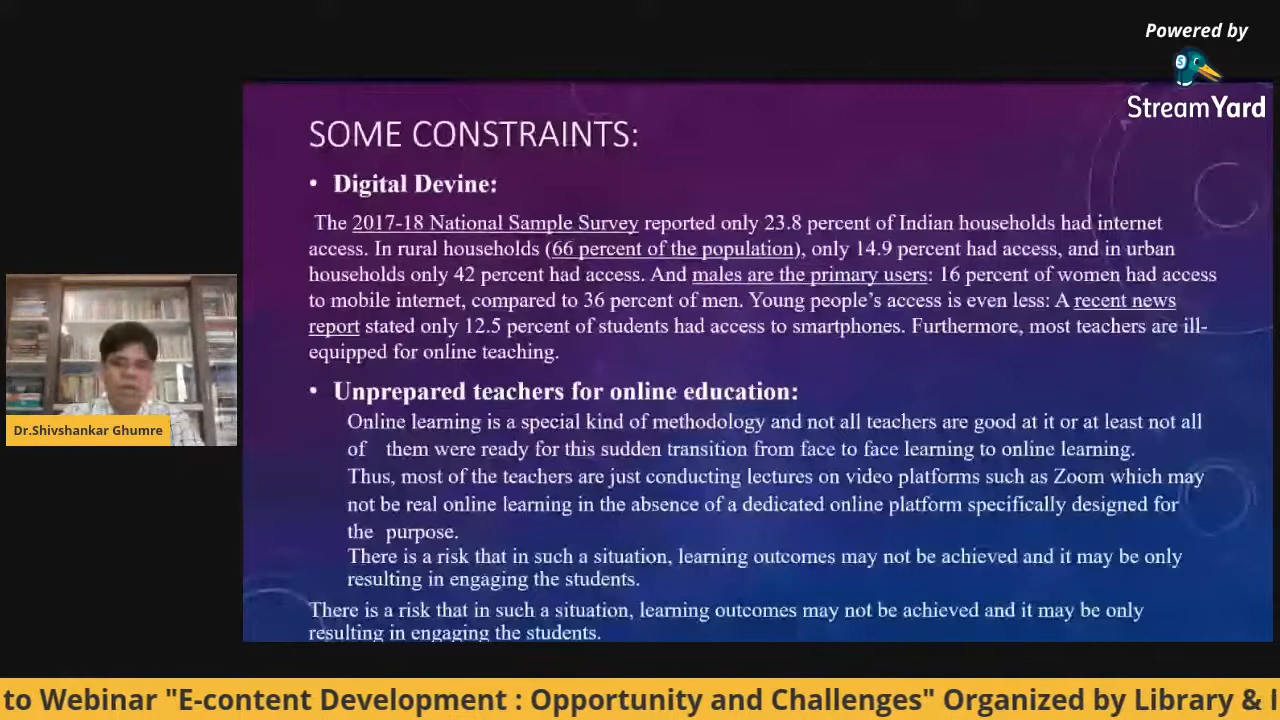 Powered by
StreamYard
SOME CONSTRAINTS:
• Digital Devine:
The 2017-18 National Sample Survey reported only 23.8 percent of Indian households had internet
access. In rural households (66 percent of the population), only 14.9 percent had access, and in urban
households only 42 percent had access. And males are the primary users: 16 percent of women had access
to mobile internet, compared to 36 percent of men. Young people’s access is even less: A recent news
report stated only 12.5 percent of students had access to smartphones. Furthermore, most teachers are ill-
equipped for online teaching.
• Unprepared teachers for online education:
Online learning is a special kind of methodology and not all teachers are good at it or at least not all
of them were ready for this sudden transition from face to face learning to online learning.
Thus, most of the teachers are just conducting lectures on video platforms such as Zoom which may
not be real online learning in the absence of a dedicated online platform specifically designed for
the purpose.
There is a risk that in such a situation, learning outcomes may not be achieved and it may be only
resulting in engaging the students.
There is a risk that in such a situation, learning outcomes may not be achieved and it may be only
resulting in engaging the students.
Dr.Shivshankar Ghumre
to Webinar "E-content Development : Opportunity and Challenges" Organized by Library &